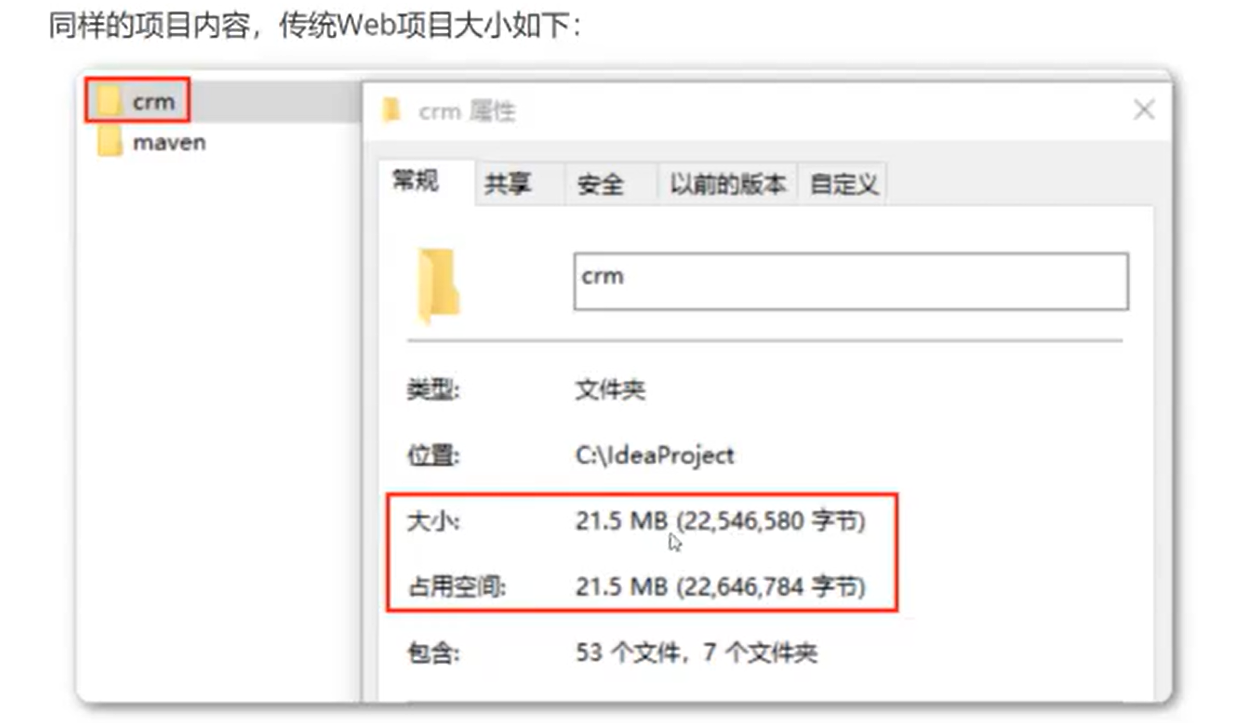 同样的项目内容，传统Web项目大小如下：
crm
maven
crm 属性
常规 共享 安全 以前的版本 自定义
crm
类型: 文件夹
位置: C:\IdeaProject
大小: 21.5 MB (22,546,580 字节)
占用空间: 21.5 MB (22,646,784 字节)
包含: 53 个文件，7 个文件夹